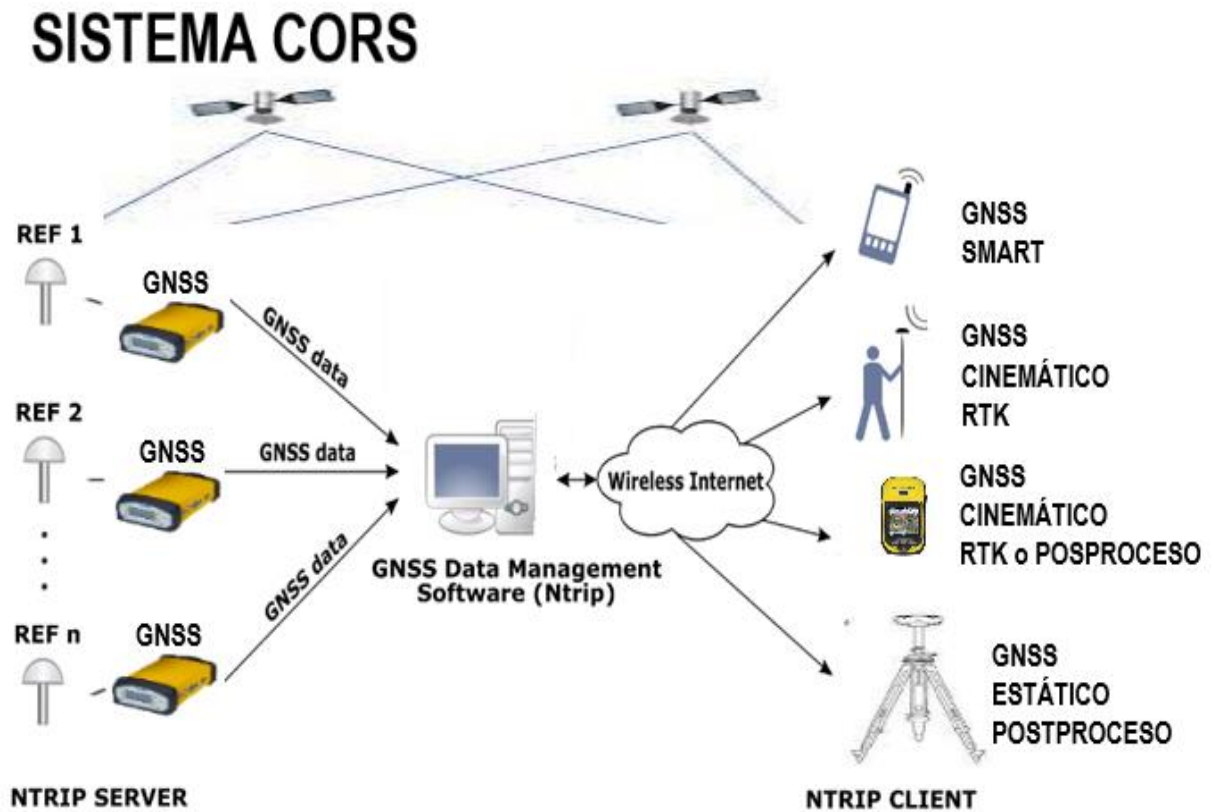 SISTEMA CORS
REF 1
GNSS
GNSS data
REF 2
GNSS
GNSS data
REF n
GNSS
GNSS data
NTRIP SERVER
GNSS Data Management
Software (Ntrip)
Wireless Internet
GNSS
SMART
GNSS
CINEMÁTICO
RTK
GNSS
CINEMÁTICO
RTK o POSPROCESO
GNSS
ESTÁTICO
POSTPROCESO
NTRIP CLIENT